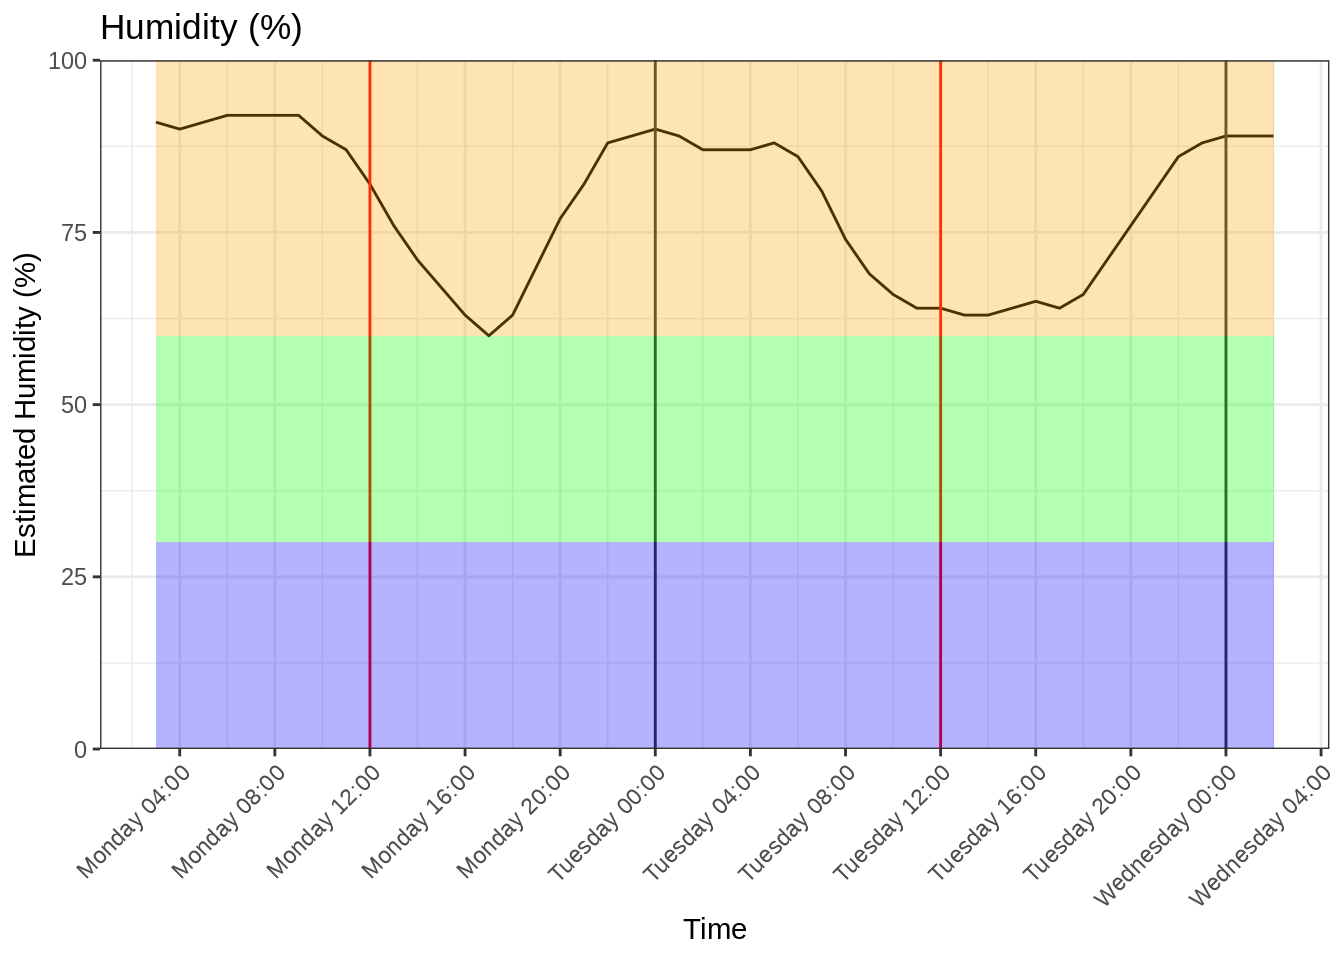 Humidity (%)
100
75
50
25
0
Estimated Humidity (%)
Monday 04:00
Monday 08:00
Monday 12:00
Monday 16:00
Monday 20:00
Tuesday 00:00
Tuesday 04:00
Tuesday 08:00
Tuesday 12:00
Tuesday 16:00
Tuesday 20:00
Wednesday 00:00
Wednesday 04:00
Time